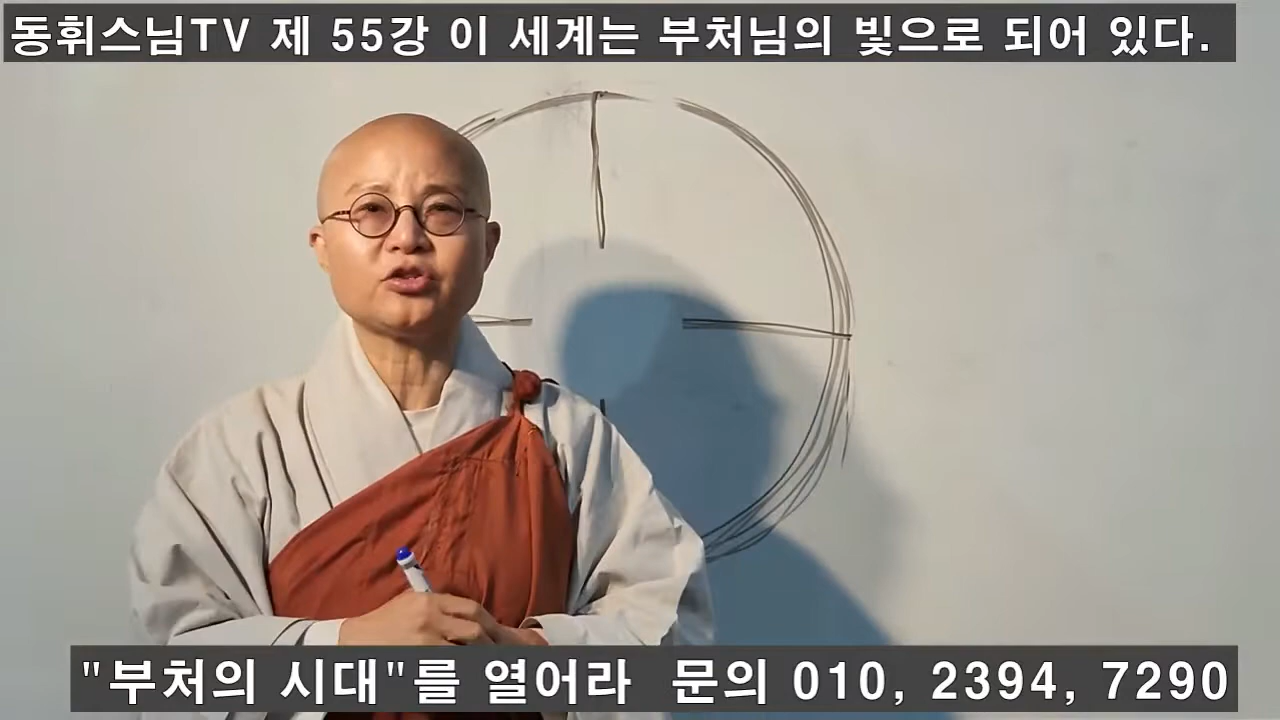 동휘스님TV 제 55강 이 세계는 부처님의 빛으로 되어 있다.
"부처의 시대"를 열어라 문의 010, 2394, 7290